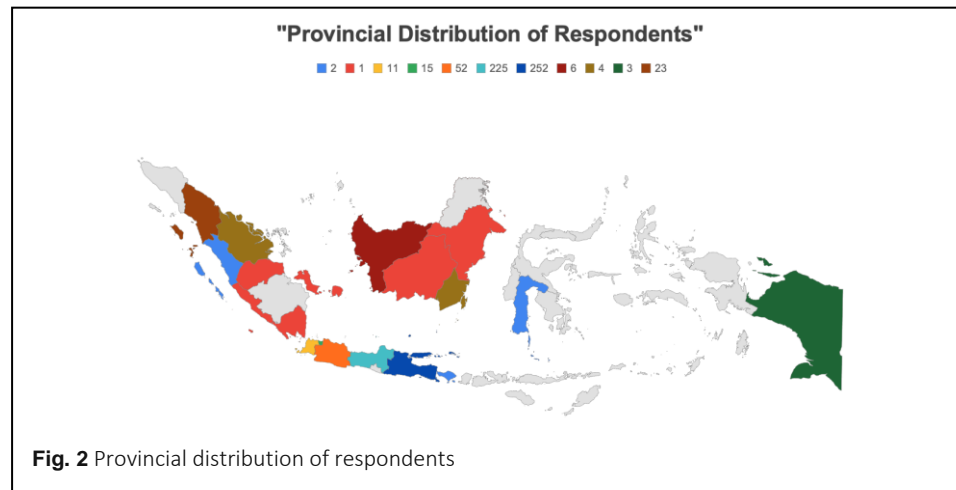 "Provincial Distribution of Respondents"
2 1 11 15 52 225 252 6 4 3 23
Fig. 2 Provincial distribution of respondents